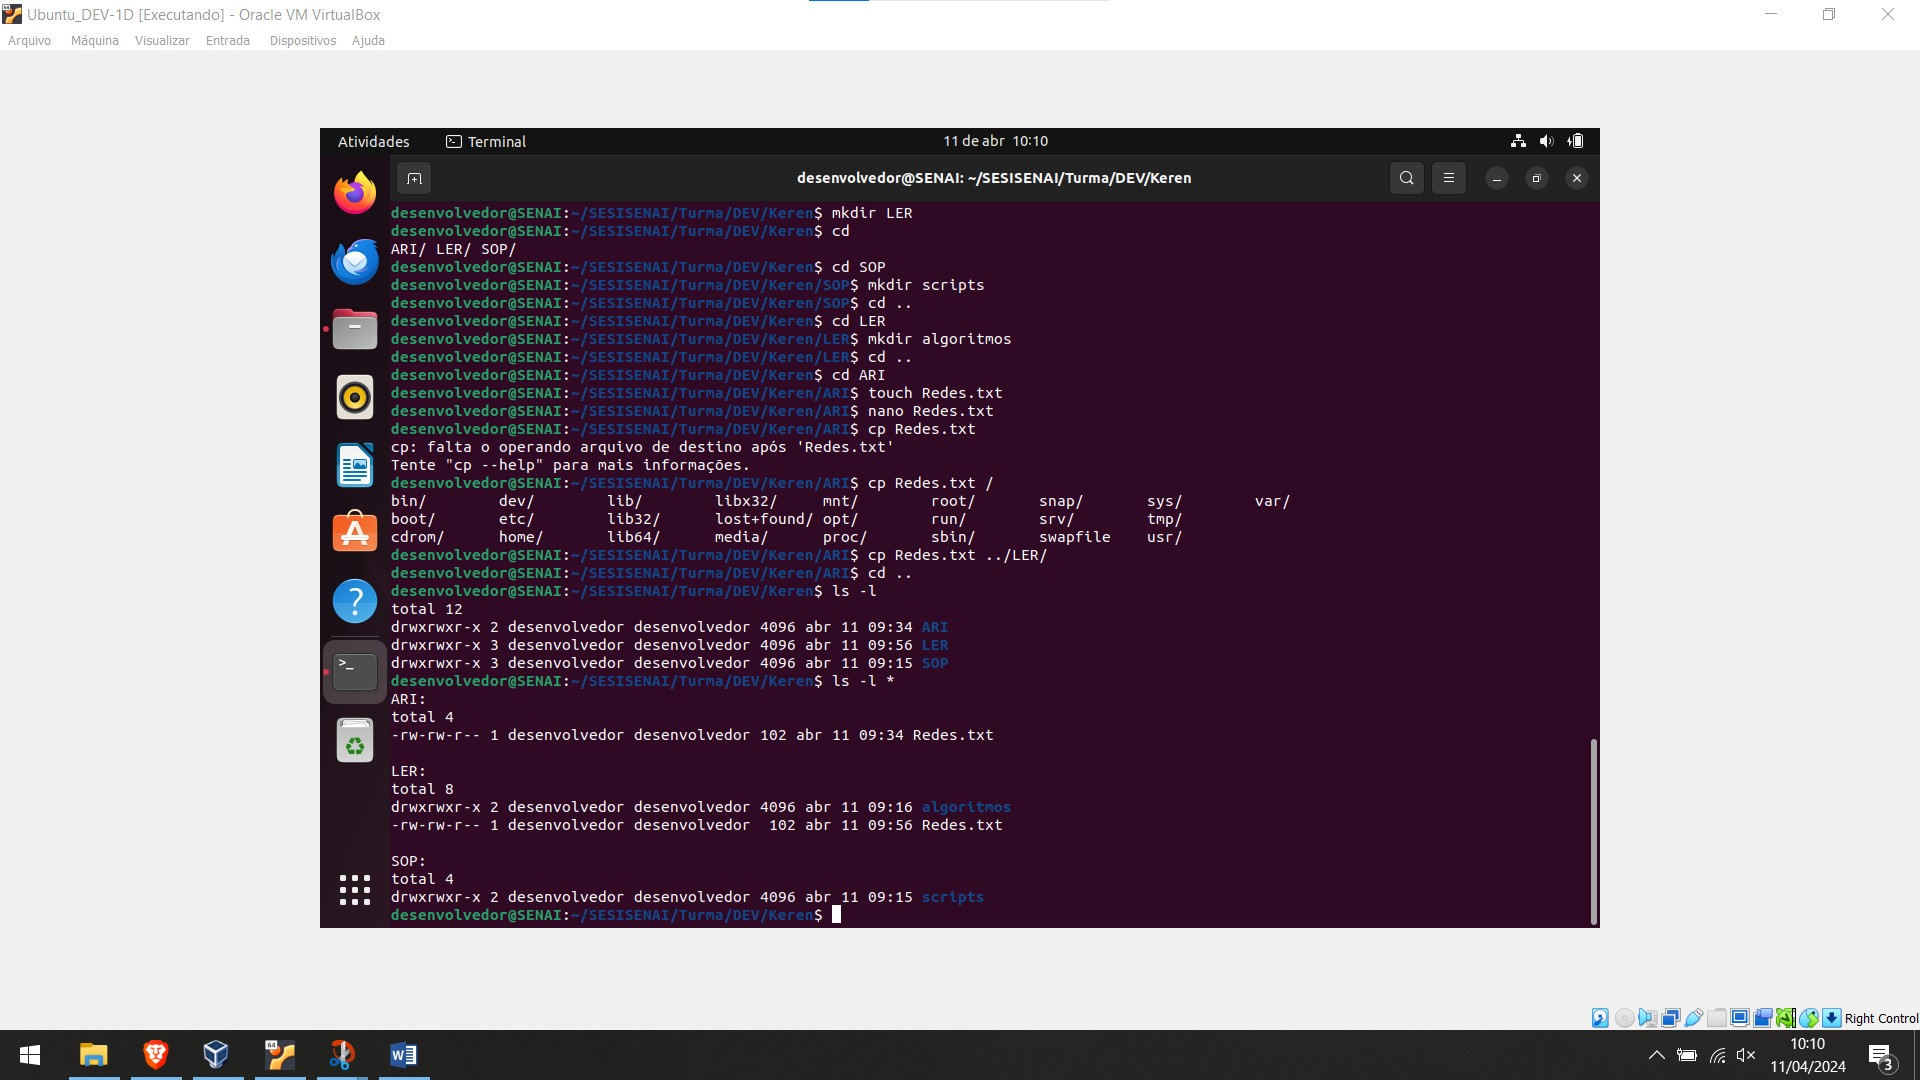 Ubuntu_DEV-1D [Executando] - Oracle VM VirtualBox
Arquivo Máquina Visualizar Entrada Dispositivos Ajuda
Atividades Terminal 11 de abr 10:10
desenvolvedor@SENAI: ~/SESISENAI/Turma/DEV/Keren
desenvolvedor@SENAI:~/SESISENAI/Turma/DEV/Keren$ mkdir LER
desenvolvedor@SENAI:~/SESISENAI/Turma/DEV/Keren$ cd
ARI/ LER/ SOP/
desenvolvedor@SENAI:~/SESISENAI/Turma/DEV/Keren$ cd SOP
desenvolvedor@SENAI:~/SESISENAI/Turma/DEV/Keren/SOP$ mkdir scripts
desenvolvedor@SENAI:~/SESISENAI/Turma/DEV/Keren/SOP$ cd ..
desenvolvedor@SENAI:~/SESISENAI/Turma/DEV/Keren$ cd LER
desenvolvedor@SENAI:~/SESISENAI/Turma/DEV/Keren/LER$ mkdir algoritmos
desenvolvedor@SENAI:~/SESISENAI/Turma/DEV/Keren/LER$ cd ..
desenvolvedor@SENAI:~/SESISENAI/Turma/DEV/Keren$ cd ARI
desenvolvedor@SENAI:~/SESISENAI/Turma/DEV/Keren/ARI$ touch Redes.txt
desenvolvedor@SENAI:~/SESISENAI/Turma/DEV/Keren/ARI$ nano Redes.txt
desenvolvedor@SENAI:~/SESISENAI/Turma/DEV/Keren/ARI$ cp Redes.txt
cp: falta o operando arquivo de destino após 'Redes.txt'
Tente "cp --help" para mais informações.
desenvolvedor@SENAI:~/SESISENAI/Turma/DEV/Keren/ARI$ cp Redes.txt /
bin/ dev/ lib/ libx32/ mnt/ root/ snap/ sys/ var/
boot/ etc/ lib32/ lost+found/ opt/ run/ srv/ tmp/
cdrom/ home/ lib64/ media/ proc/ sbin/ swapfile usr/
desenvolvedor@SENAI:~/SESISENAI/Turma/DEV/Keren/ARI$ cp Redes.txt ../LER/
desenvolvedor@SENAI:~/SESISENAI/Turma/DEV/Keren/ARI$ cd ..
desenvolvedor@SENAI:~/SESISENAI/Turma/DEV/Keren$ ls -l
total 12
drwxrwxr-x 2 desenvolvedor desenvolvedor 4096 abr 11 09:34 ARI
drwxrwxr-x 3 desenvolvedor desenvolvedor 4096 abr 11 09:56 LER
drwxrwxr-x 3 desenvolvedor desenvolvedor 4096 abr 11 09:15 SOP
desenvolvedor@SENAI:~/SESISENAI/Turma/DEV/Keren$ ls -l *
ARI:
total 4
-rw-rw-r-- 1 desenvolvedor desenvolvedor 102 abr 11 09:34 Redes.txt
LER:
total 8
drwxrwxr-x 2 desenvolvedor desenvolvedor 4096 abr 11 09:16 algoritmos
-rw-rw-r-- 1 desenvolvedor desenvolvedor 102 abr 11 09:56 Redes.txt
SOP:
total 4
drwxrwxr-x 2 desenvolvedor desenvolvedor 4096 abr 11 09:15 scripts
desenvolvedor@SENAI:~/SESISENAI/Turma/DEV/Keren$
Right Control
10:10
11/04/2024
3